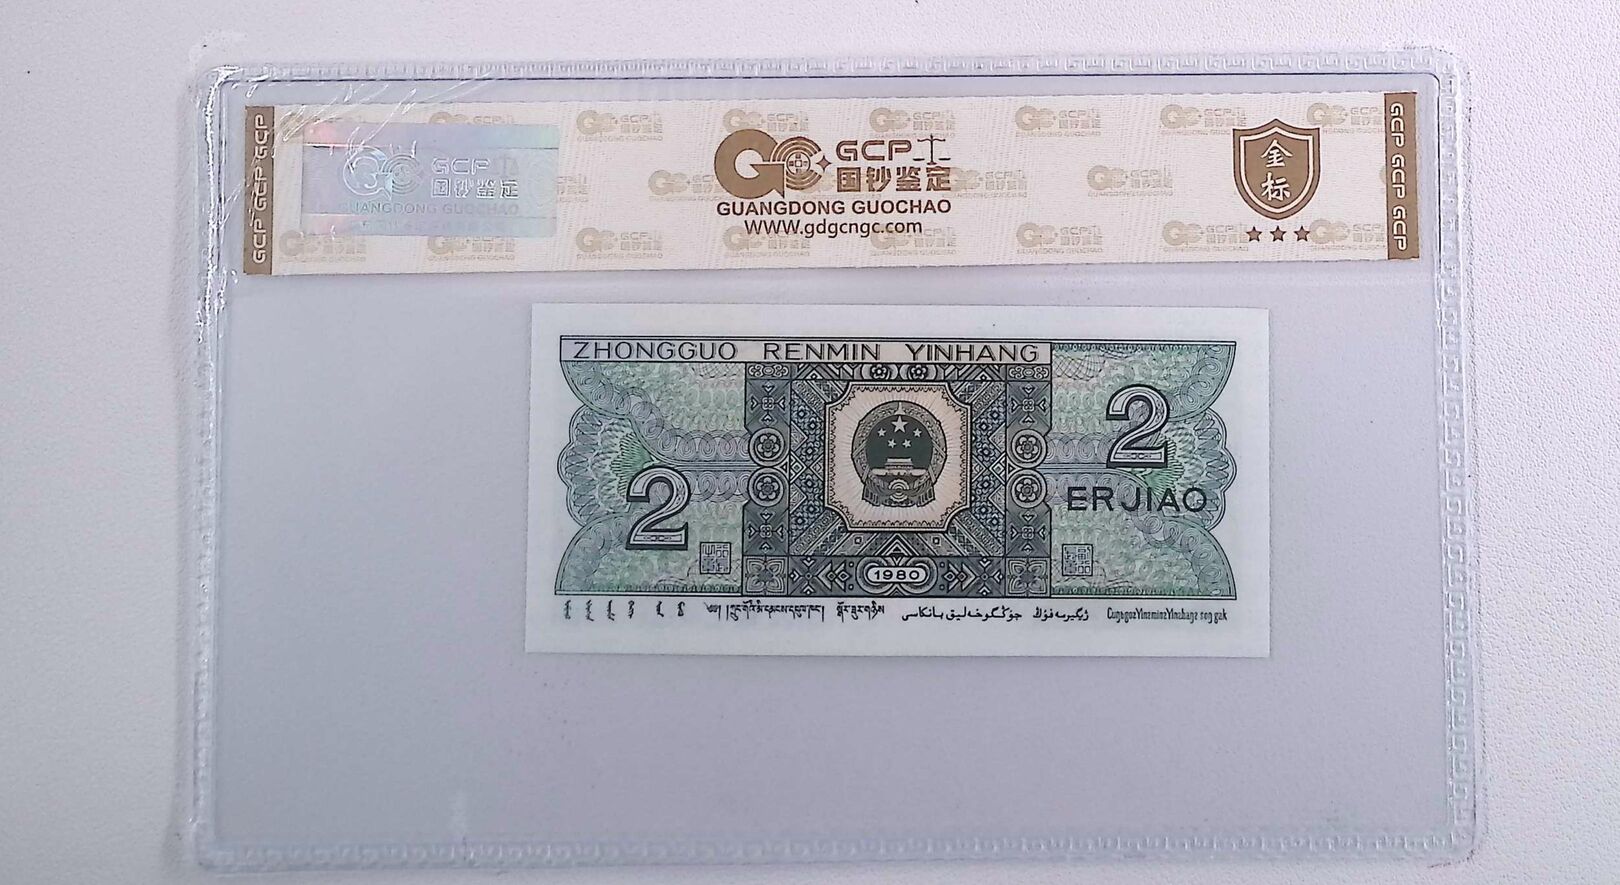 GCP GCP GCP
GCP
国钞鉴定
GUANGDONG GUOCHAO
GCP
国钞鉴定
GUANGDONG GUOCHAO
www.gdgcngc.com
金标
GCP GCP GCP
ZHONGGUO RENMIN YINHANG
2
2
ERJIAO
1980